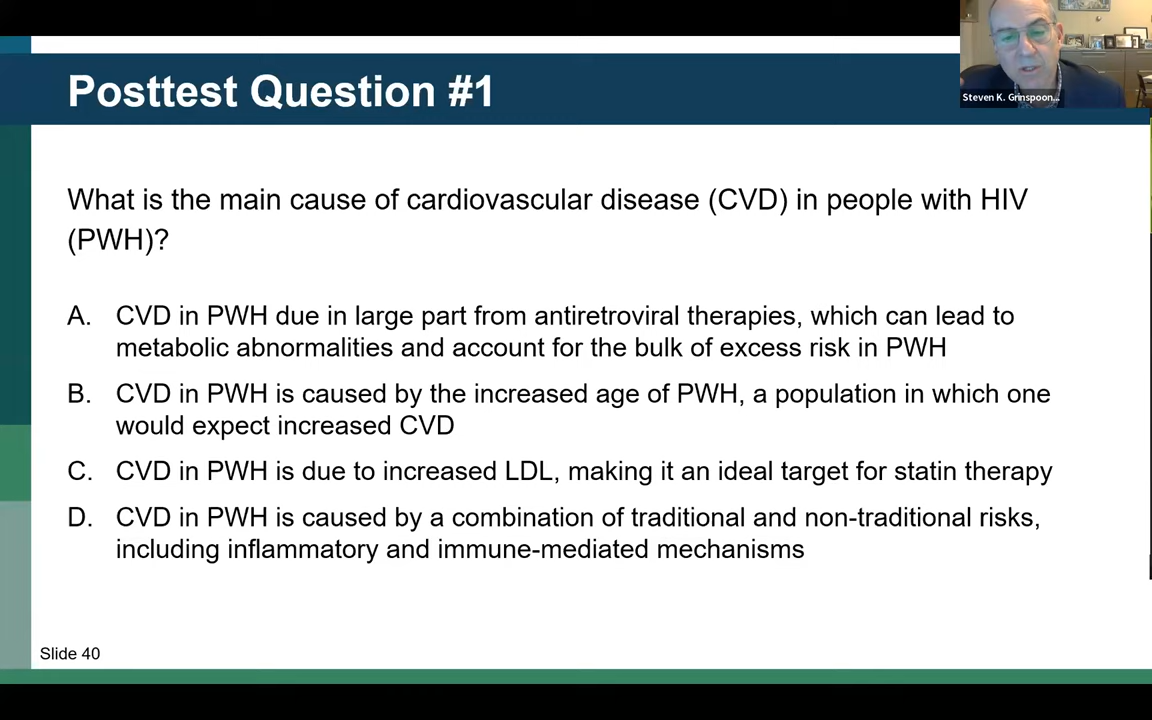 Posttest Question #1
Steven K. Grinspoon...
What is the main cause of cardiovascular disease (CVD) in people with HIV
(PWH)?
A. CVD in PWH due in large part from antiretroviral therapies, which can lead to
metabolic abnormalities and account for the bulk of excess risk in PWH
B. CVD in PWH is caused by the increased age of PWH, a population in which one
would expect increased CVD
C. CVD in PWH is due to increased LDL, making it an ideal target for statin therapy
D. CVD in PWH is caused by a combination of traditional and non-traditional risks,
including inflammatory and immune-mediated mechanisms
Slide 40